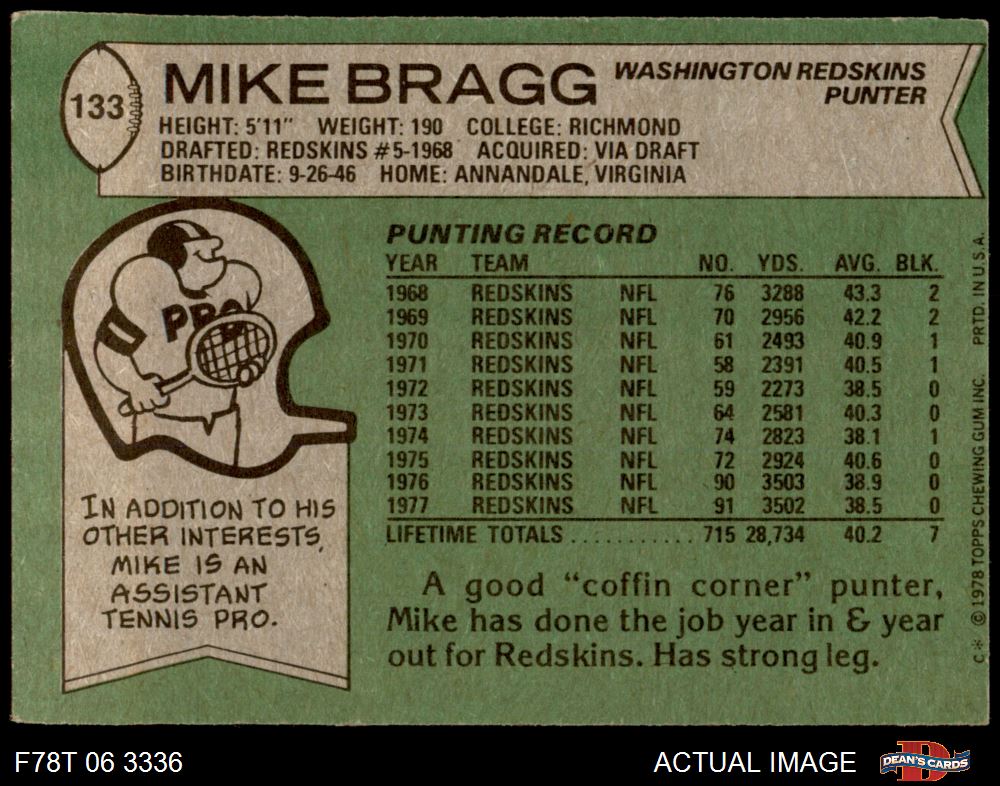 133
MIKE BRAGG
WASHINGTON REDSKINS
PUNTER
HEIGHT: 5'11" WEIGHT: 190 COLLEGE: RICHMOND
DRAFTED: REDSKINS #5-1968 ACQUIRED: VIA DRAFT
BIRTHDATE: 9-26-46 HOME: ANNANDALE, VIRGINIA
PRO
IN ADDITION TO HIS
OTHER INTERESTS,
MIKE IS AN
ASSISTANT
TENNIS PRO.
PUNTING RECORD
YEAR TEAM NO. YDS. AVG. BLK.
1968 REDSKINS NFL 76 3288 43.3 2
1969 REDSKINS NFL 70 2956 42.2 2
1970 REDSKINS NFL 61 2493 40.9 1
1971 REDSKINS NFL 58 2391 40.5 1
1972 REDSKINS NFL 59 2273 38.5 0
1973 REDSKINS NFL 64 2581 40.3 0
1974 REDSKINS NFL 74 2823 38.1 1
1975 REDSKINS NFL 72 2924 40.6 0
1976 REDSKINS NFL 90 3503 38.9 0
1977 REDSKINS NFL 91 3502 38.5 0
LIFETIME TOTALS ........... 715 28,734 40.2 7
A good "coffin corner" punter,
Mike has done the job year in & year
out for Redskins. Has strong leg.
C* © 1978 TOPPS CHEWING GUM INC. PRTD. IN U.S.A.
F78T 06 3336
ACTUAL IMAGE
D
DEAN'S CARDS